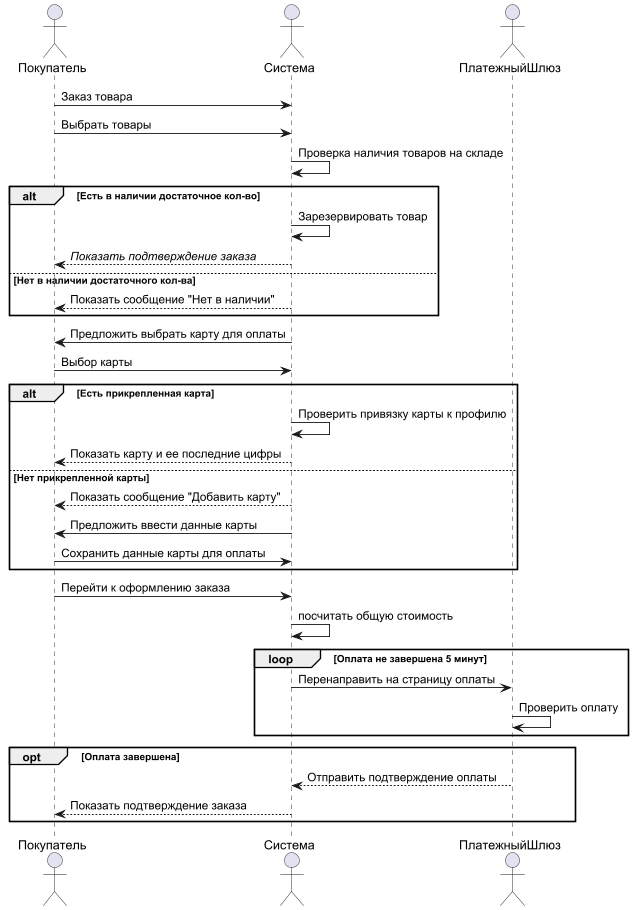 Покупатель
Система
ПлатежныйШлюз
Заказ товара
Выбрать товары
Проверка наличия товаров на складе
alt [Есть в наличии достаточное кол-во]
Зарезервировать товар
Показать подтверждение заказа
[Нет в наличии достаточного кол-ва]
Показать сообщение "Нет в наличии"
Предложить выбрать карту для оплаты
Выбор карты
alt [Есть прикрепленная карта]
Проверить привязку карты к профилю
Показать карту и ее последние цифры
[Нет прикрепленной карты]
Показать сообщение "Добавить карту"
Предложить ввести данные карты
Сохранить данные карты для оплаты
Перейти к оформлению заказа
посчитать общую стоимость
loop [Оплата не завершена 5 минут]
Перенаправить на страницу оплаты
Проверить оплату
opt [Оплата завершена]
Отправить подтверждение оплаты
Показать подтверждение заказа
Покупатель
Система
ПлатежныйШлюз